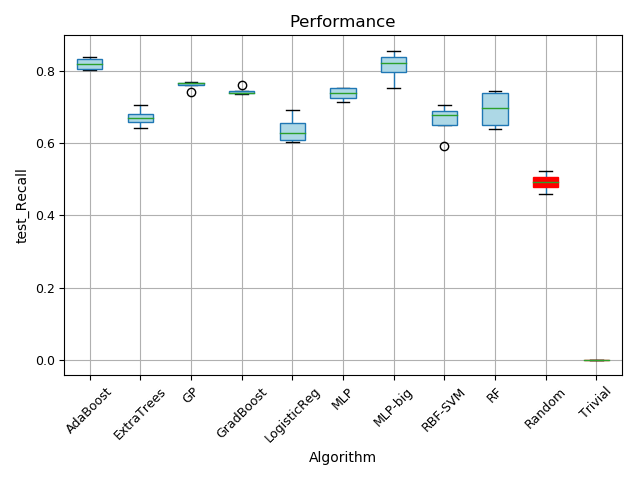 Performance
test_Recall
0.8
0.6
0.4
0.2
0.0
AdaBoost
ExtraTrees
GP
GradBoost
LogisticReg
MLP
MLP-big
RBF-SVM
RF
Random
Trivial
Algorithm